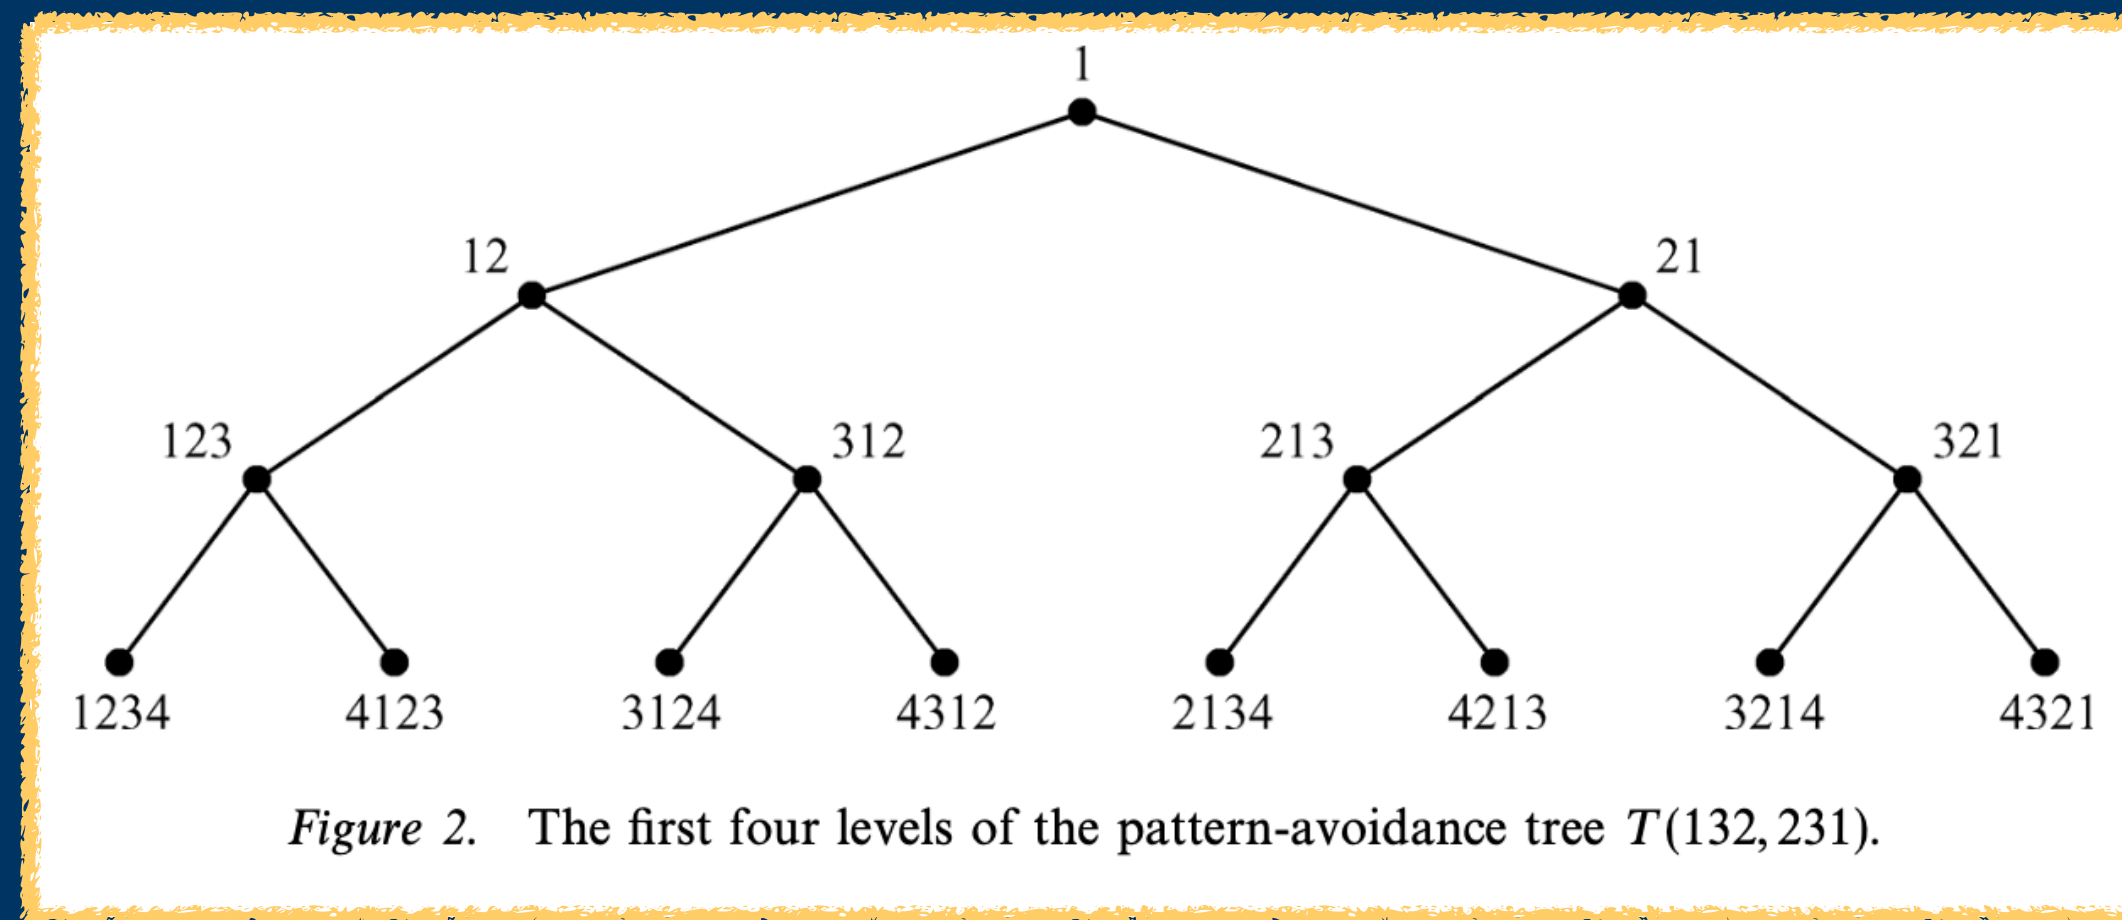 1
12 21
123 312 213 321
1234 4123 3124 4312 2134 4213 3214 4321
Figure 2. The first four levels of the pattern-avoidance tree T(132, 231).